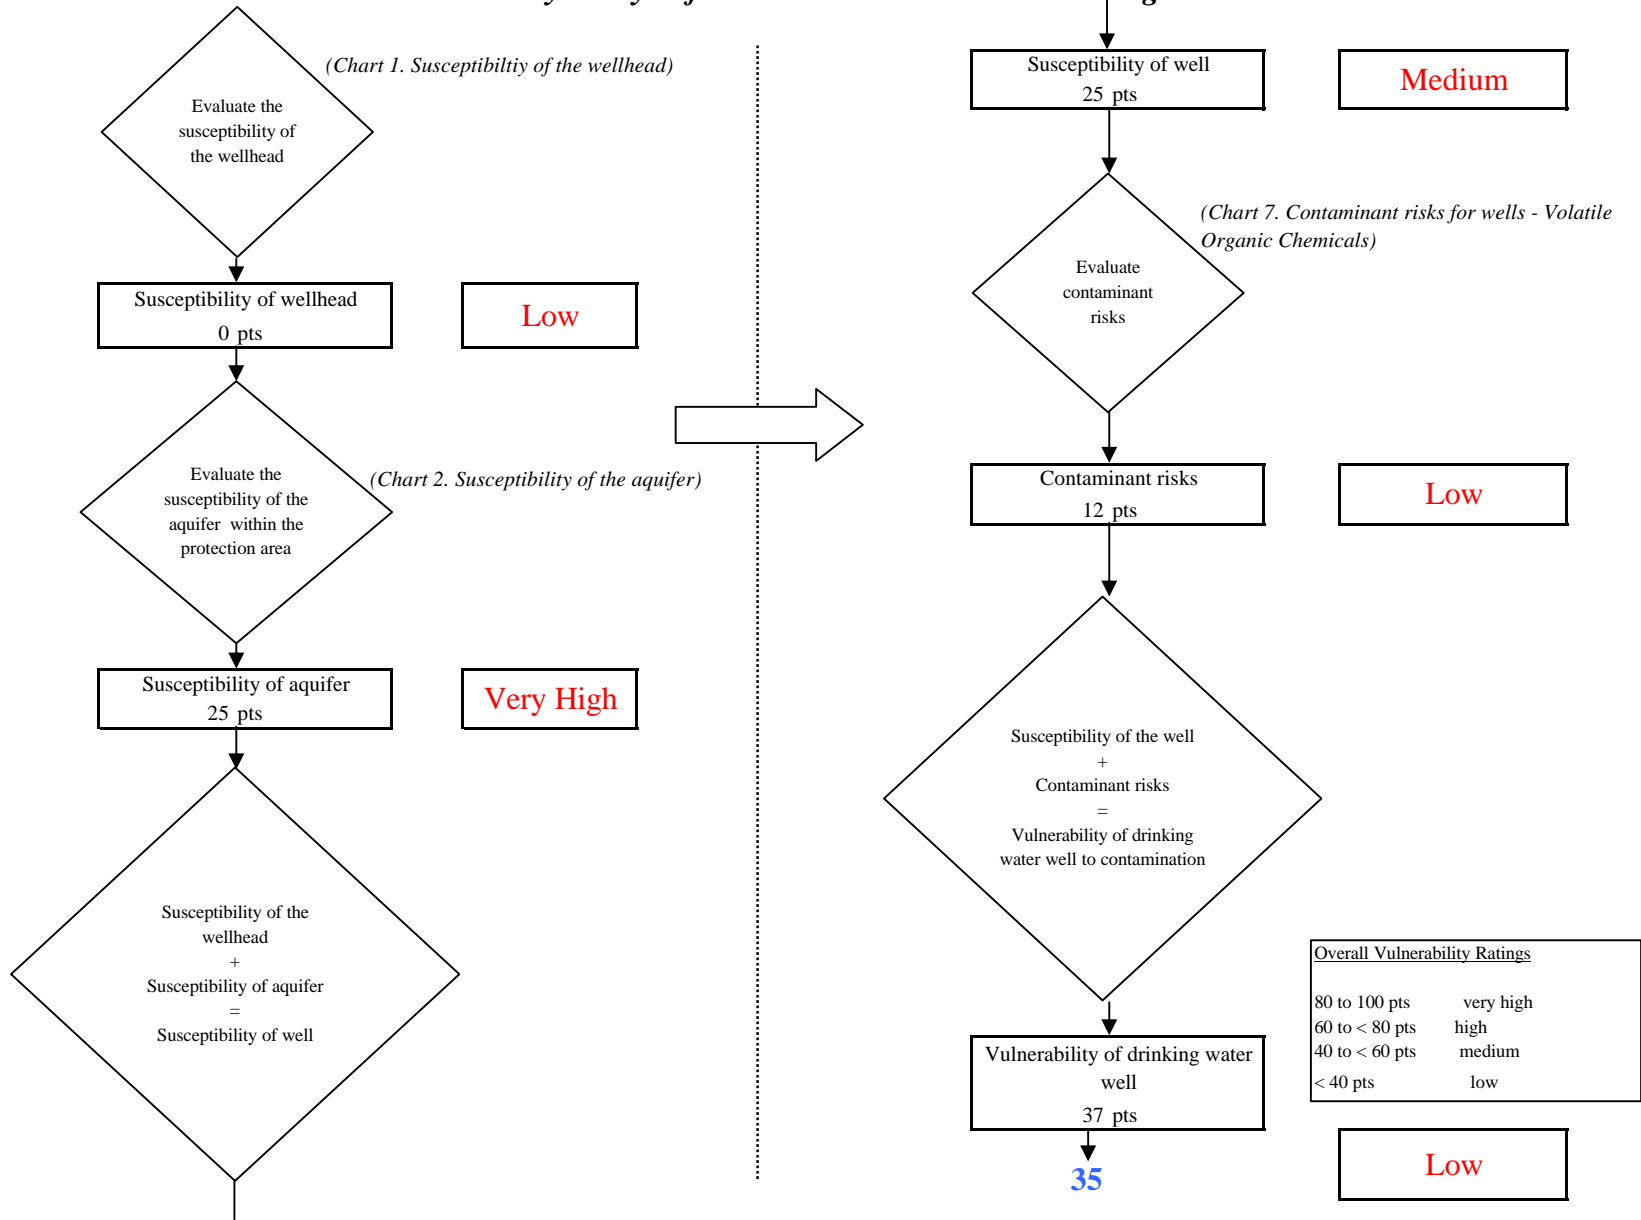 (Chart 1. Susceptibiltiy of the wellhead)
Evaluate the
susceptibility of
the wellhead
Susceptibility of wellhead
0 pts
Low
Evaluate the
susceptibility of the
aquifer within the
protection area
(Chart 2. Susceptibility of the aquifer)
Susceptibility of aquifer
25 pts
Very High
Susceptibility of the
wellhead
+
Susceptibility of aquifer
=
Susceptibility of well
Susceptibility of well
25 pts
Medium
(Chart 7. Contaminant risks for wells - Volatile
Organic Chemicals)
Evaluate
contaminant
risks
Contaminant risks
12 pts
Low
Susceptibility of the well
+
Contaminant risks
=
Vulnerability of drinking
water well to contamination
Overall Vulnerability Ratings
80 to 100 pts very high
60 to < 80 pts high
40 to < 60 pts medium
< 40 pts low
Vulnerability of drinking water
well
37 pts
35
Low